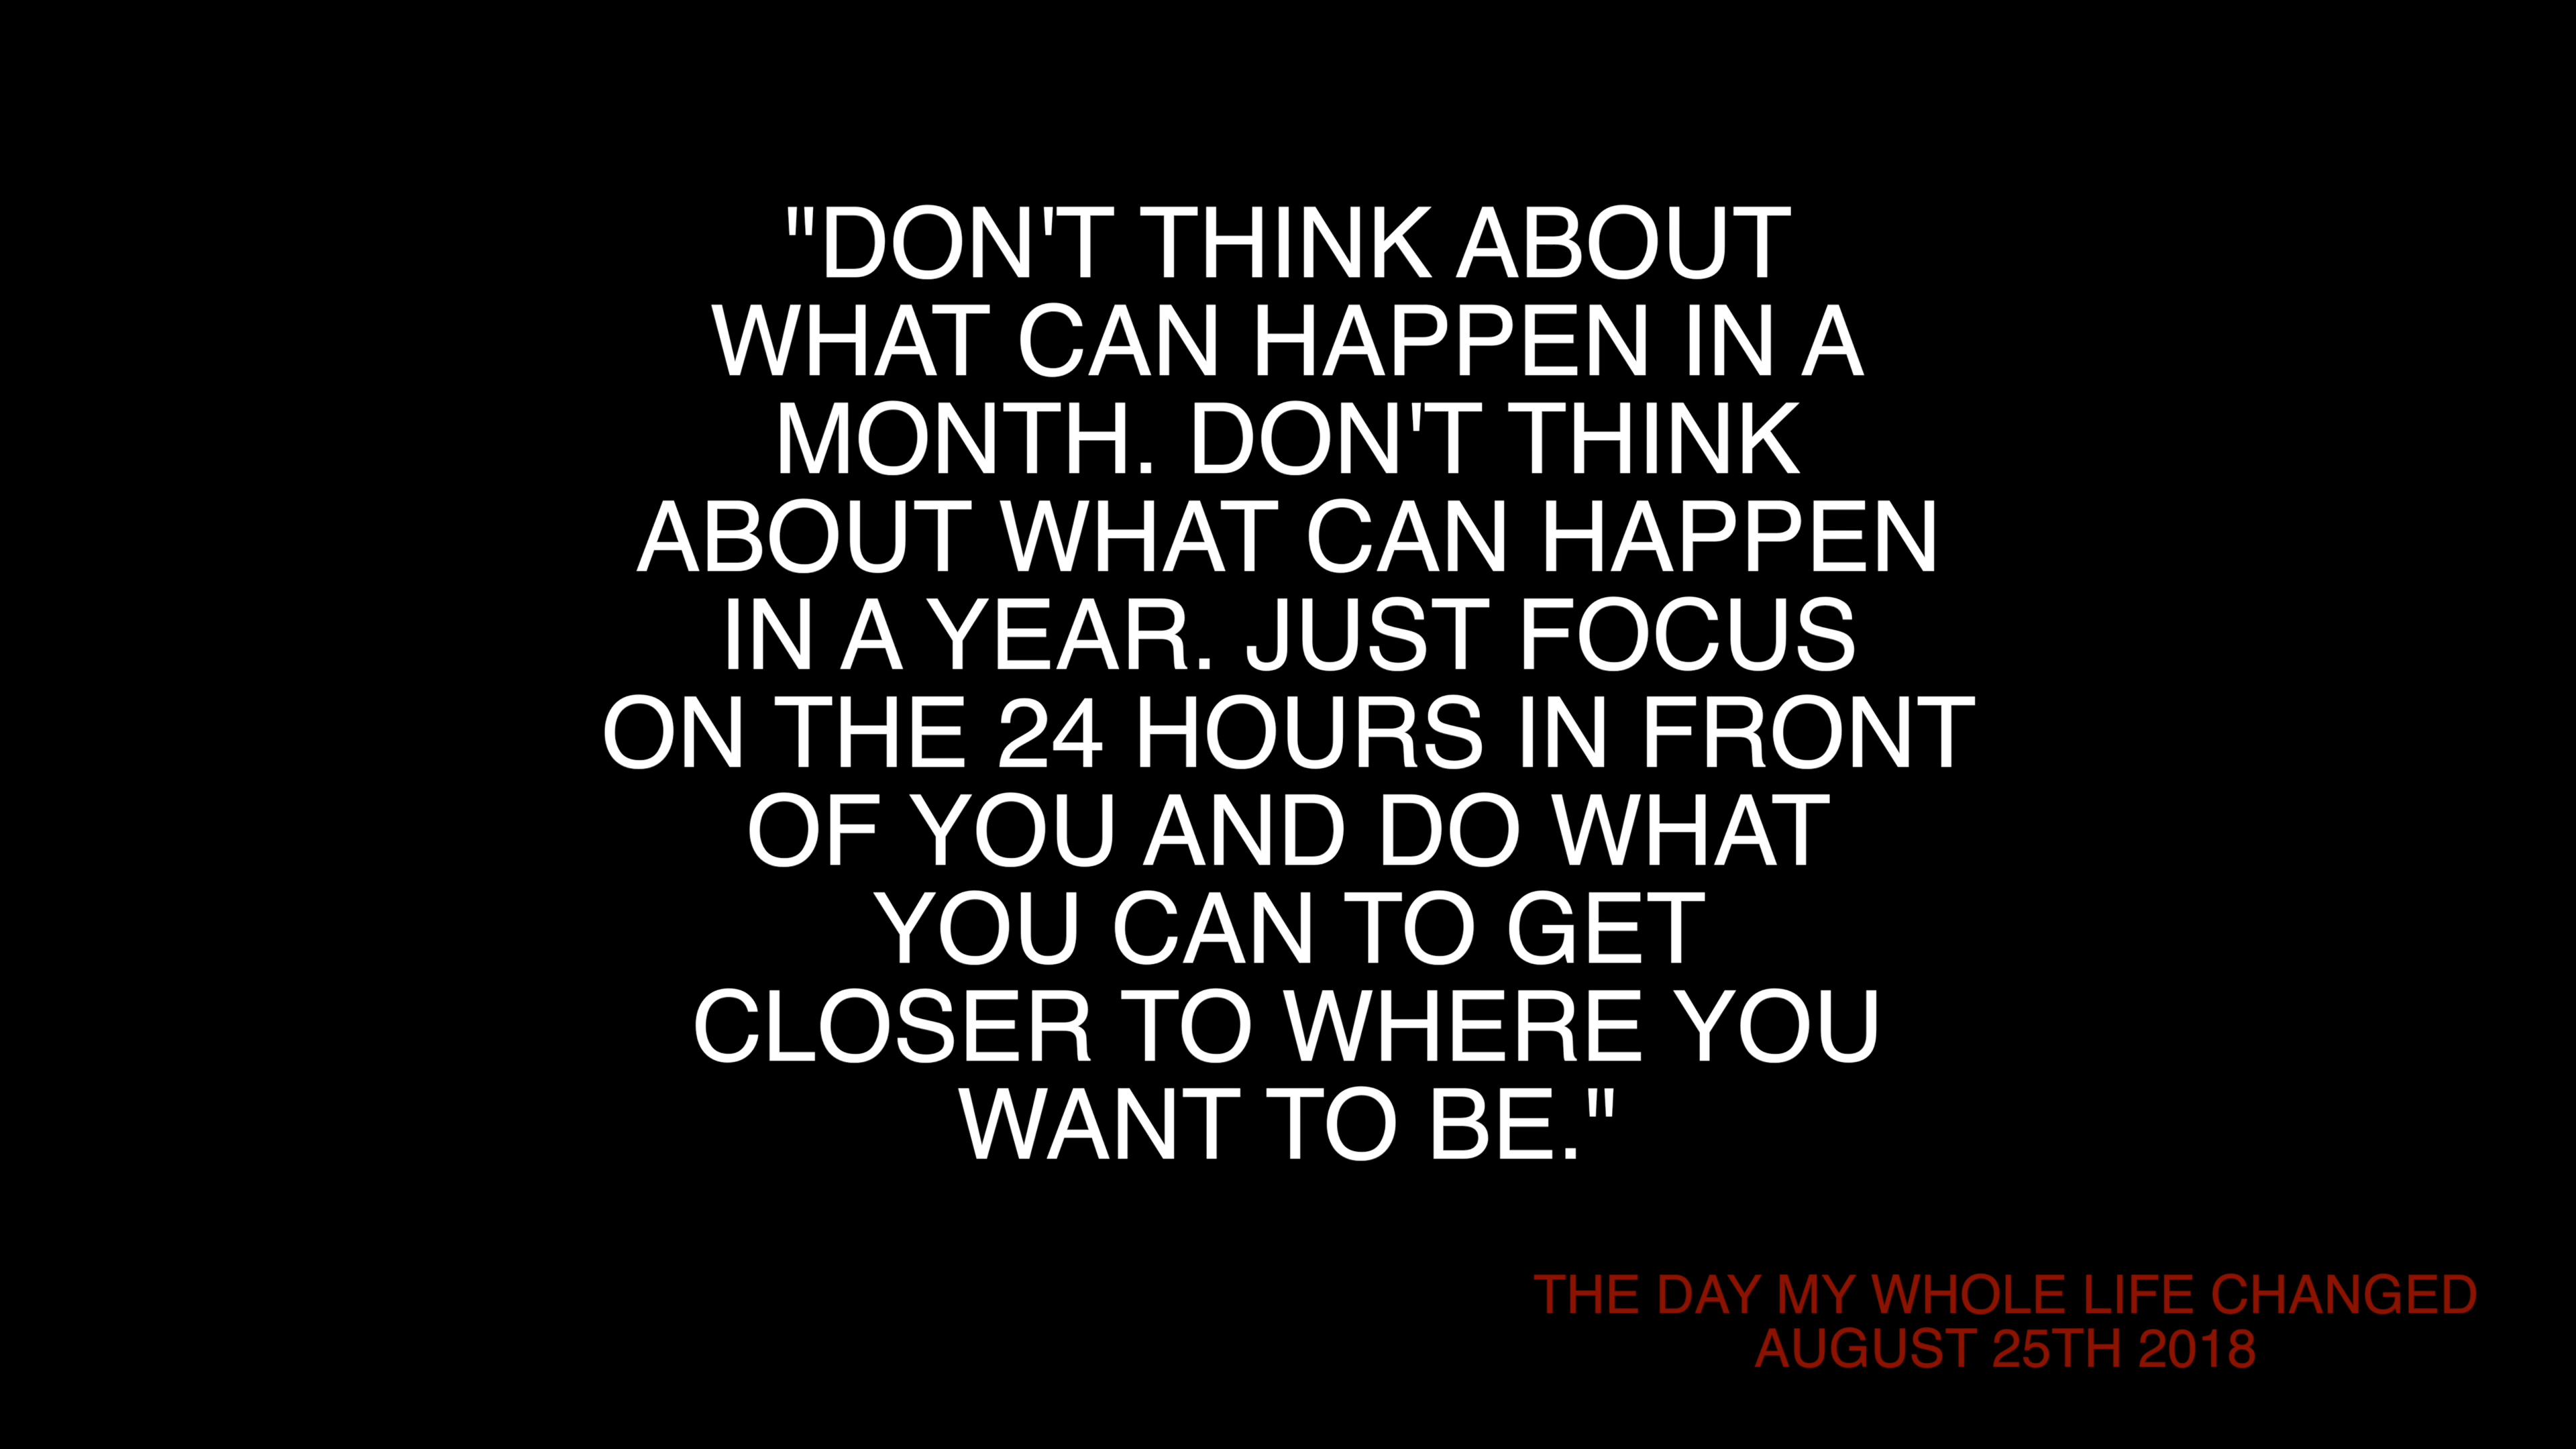 "DON'T THINK ABOUT
WHAT CAN HAPPEN IN A
MONTH. DON'T THINK
ABOUT WHAT CAN HAPPEN
IN A YEAR. JUST FOCUS
ON THE 24 HOURS IN FRONT
OF YOU AND DO WHAT
YOU CAN TO GET
CLOSER TO WHERE YOU
WANT TO BE."
THE DAY MY WHOLE LIFE CHANGED
AUGUST 25TH 2018